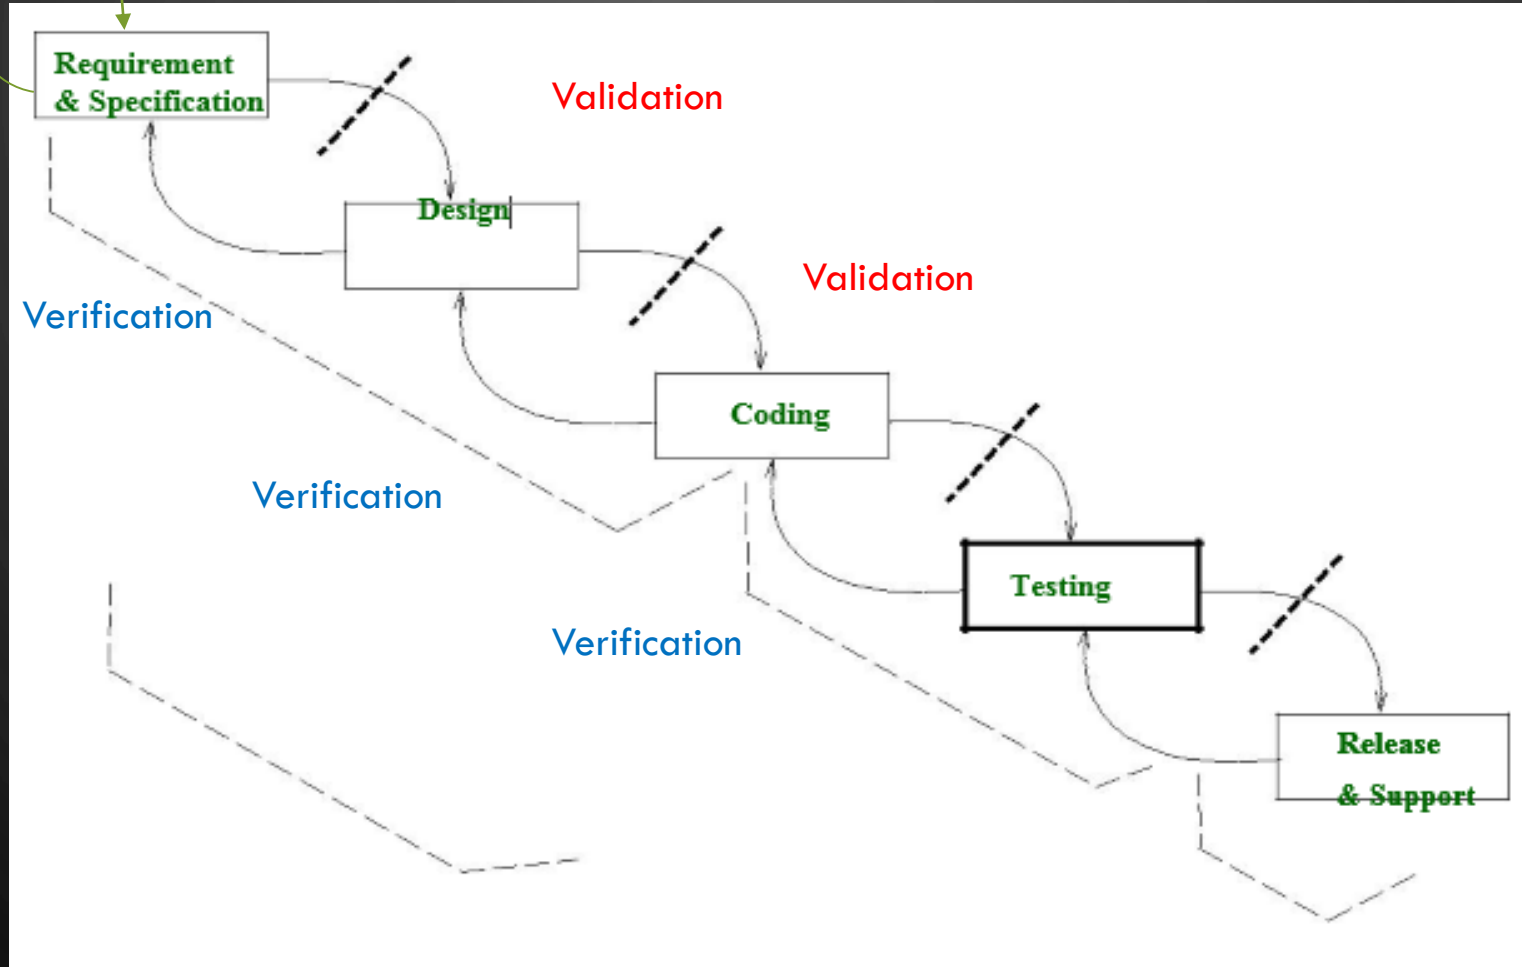 Requirement
& Specification
Validation
Design
Validation
Verification
Coding
Verification
Testing
Verification
Release
& Support